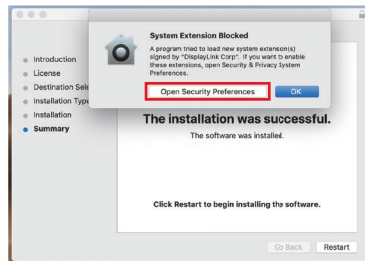 System Extension Blocked
A program tried to load new system extension(s)
signed by "DisplayLink Corp". If you want to enable
these extensions, open Security & Privacy System
Preferences.
Open Security Preferences
OK
Introduction
License
Destination Sele
Installation Type
Installation
Summary
The installation was successful.
The software was installed.
Click Restart to begin installing the software.
Go Back
Restart